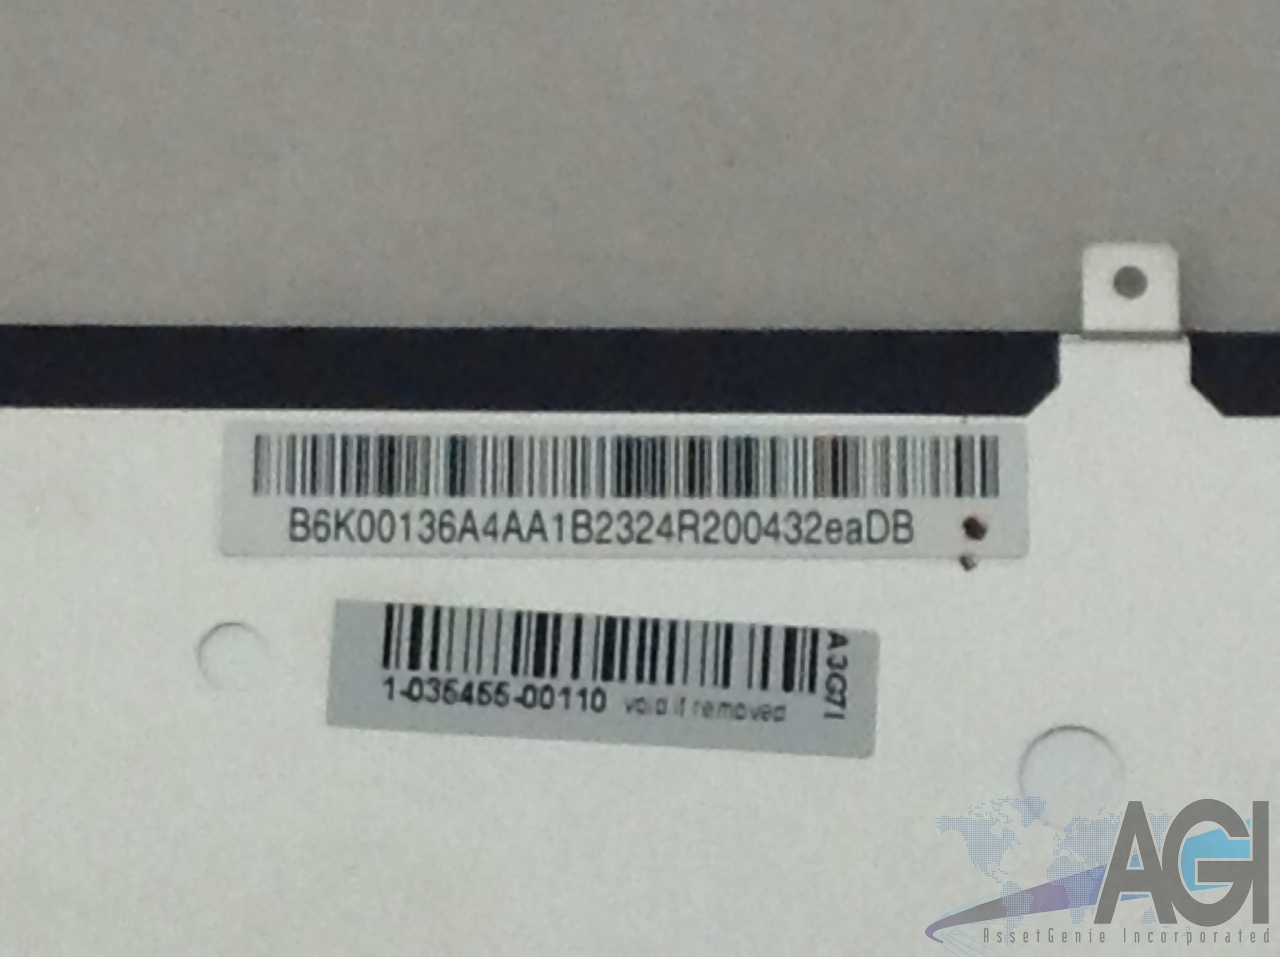 B6K00136A4AA1B2324R200432eaDB
1-035455-00110 void if removed
A3G71
AGI
AssetGenie Incorporated